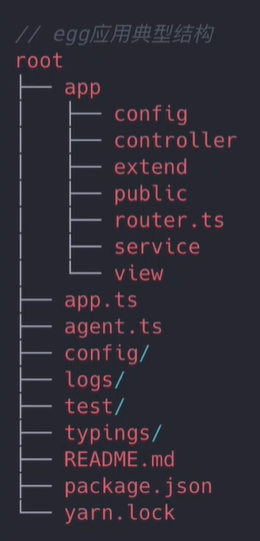 // egg应用典型结构
root
├── app
│   ├── config
│   ├── controller
│   ├── extend
│   ├── public
│   ├── router.ts
│   ├── service
│   └── view
├── app.ts
├── agent.ts
├── config/
├── logs/
├── test/
├── typings/
├── README.md
├── package.json
└── yarn.lock